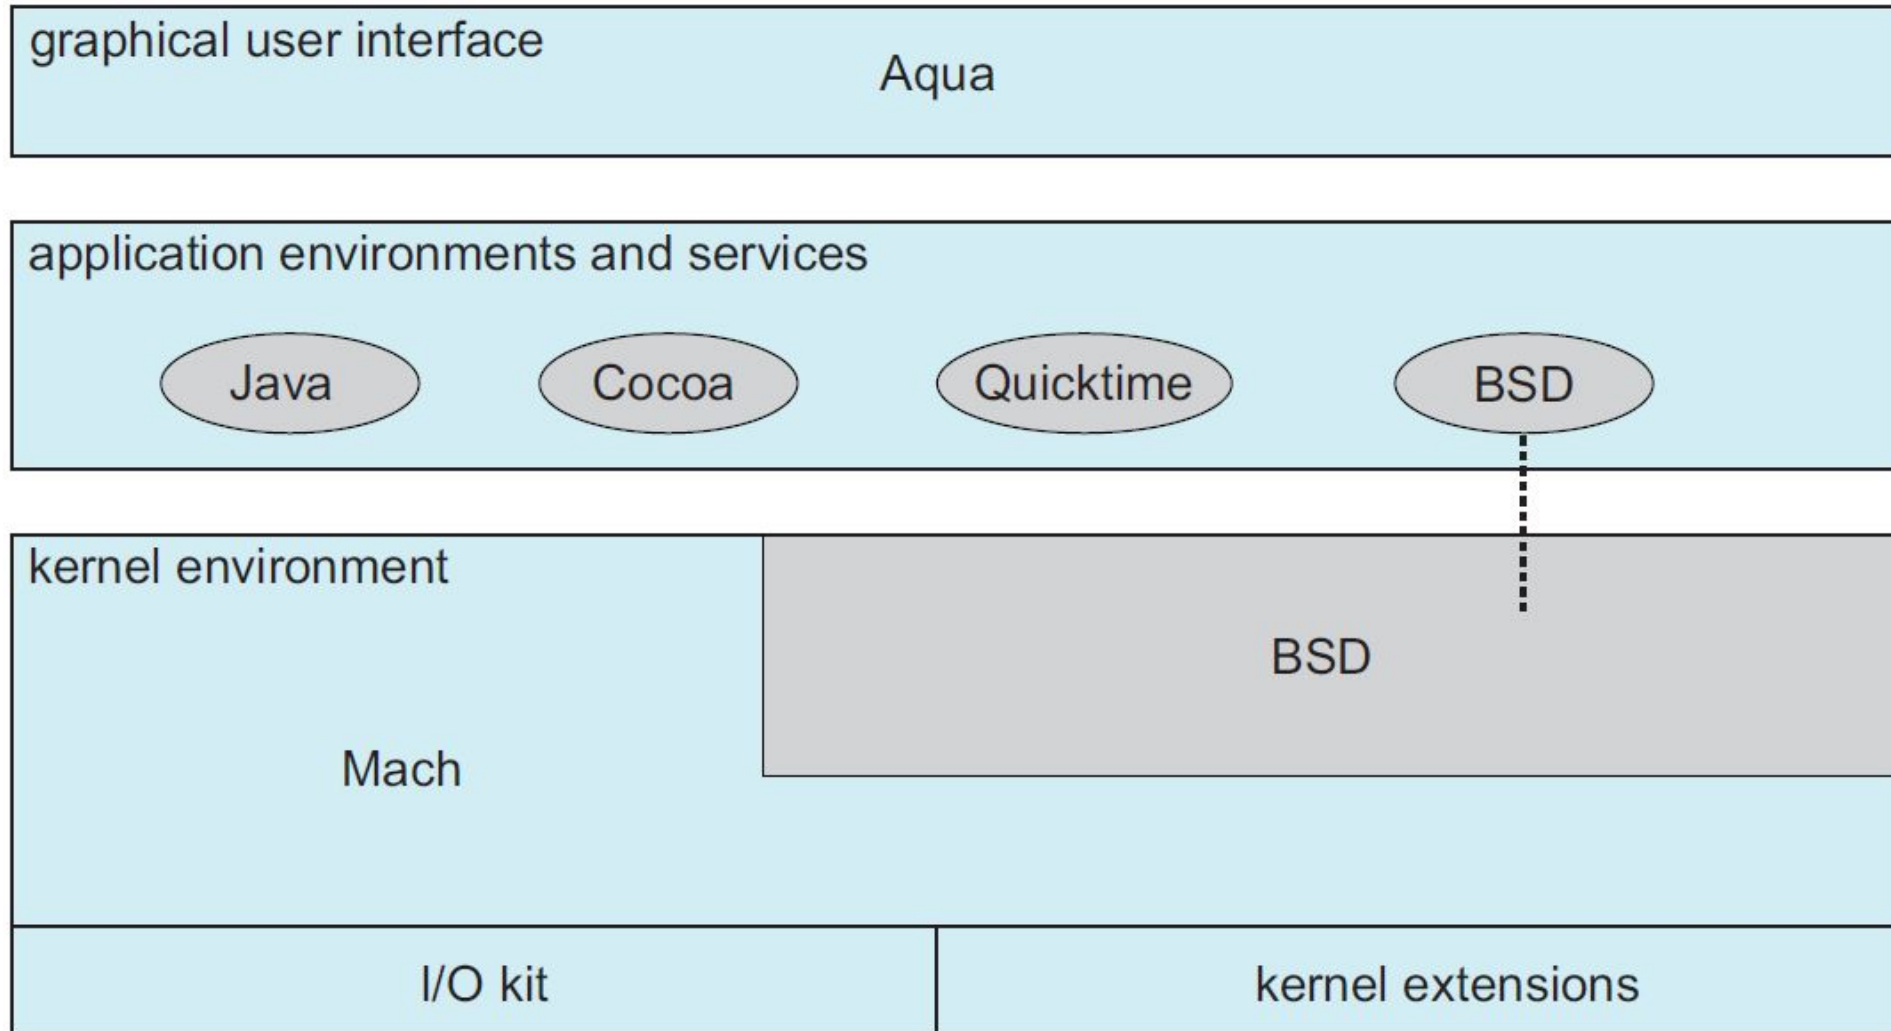 graphical user interface
Aqua
application environments and services
Java
Cocoa
Quicktime
BSD
kernel environment
BSD
Mach
I/O kit
kernel extensions